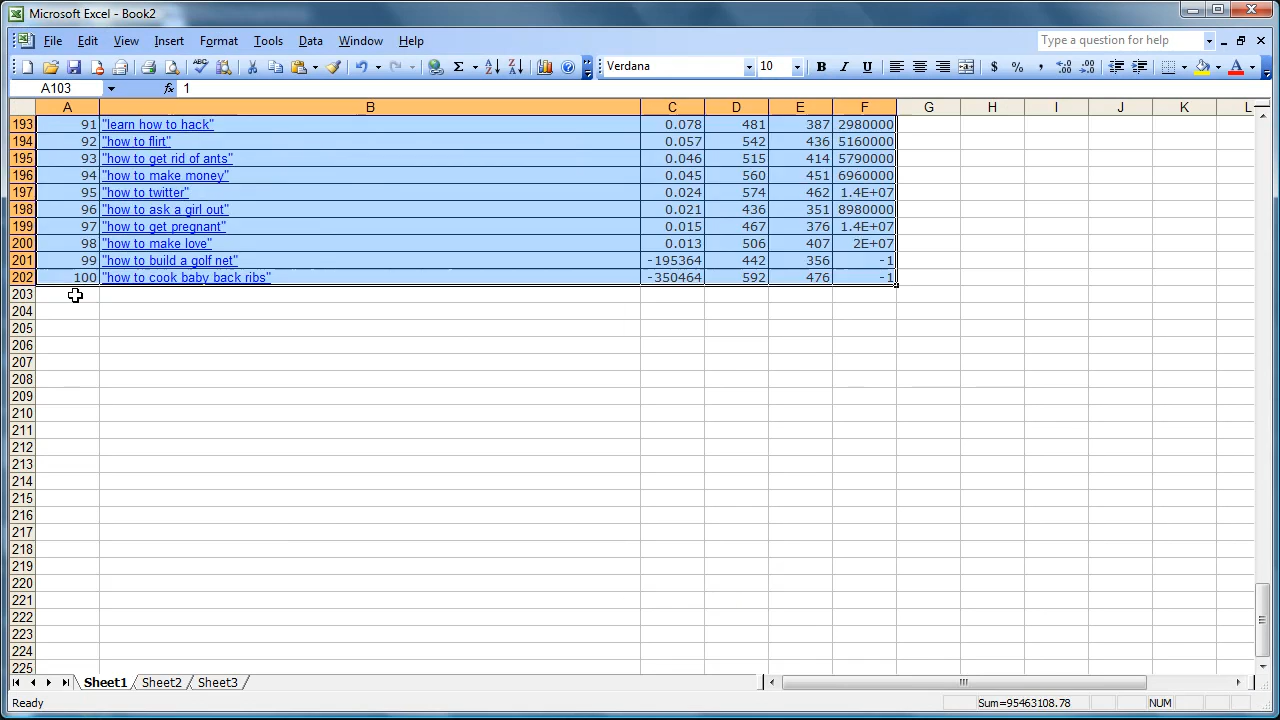 Microsoft Excel - Book2
File Edit View Insert Format Tools Data Window Help Type a question for help
Verdana 10 B I U $ % ,
A103 fx 1
A B C D E F G H I J K L
193 91 "learn how to hack" 0.078 481 387 2980000
194 92 "how to flirt" 0.057 542 436 5160000
195 93 "how to get rid of ants" 0.046 515 414 5790000
196 94 "how to make money" 0.045 560 451 6960000
197 95 "how to twitter" 0.024 574 462 1.4E+07
198 96 "how to ask a girl out" 0.021 436 351 8980000
199 97 "how to get pregnant" 0.015 467 376 1.4E+07
200 98 "how to make love" 0.013 506 407 2E+07
201 99 "how to build a golf net" -195364 442 356 -1
202 100 "how to cook baby back ribs" -350464 592 476 -1
203
204
205
206
207
208
209
210
211
212
213
214
215
216
217
218
219
220
221
222
223
224
225
Sheet1 Sheet2 Sheet3
Ready Sum=95463108.78 NUM